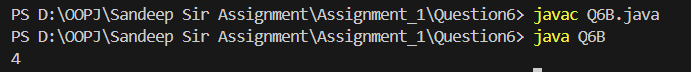 PS D:\OOPJ\Sandeep Sir Assignment\Assignment_1\Question6> javac Q6B.java
PS D:\OOPJ\Sandeep Sir Assignment\Assignment_1\Question6> java Q6B
4